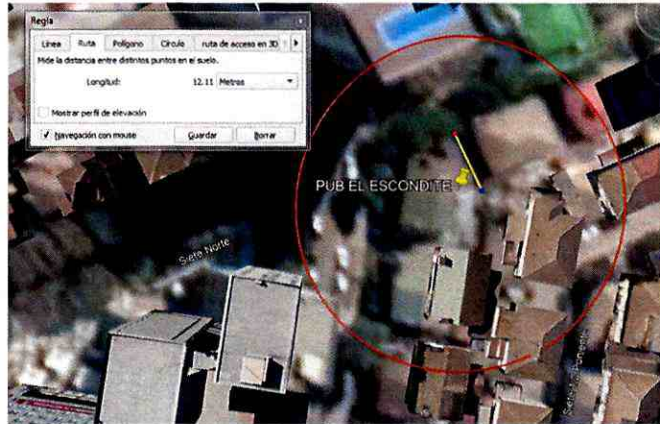 Regla
Línea Ruta Polígono Círculo ruta de acceso en 3D
Mide la distancia entre distintos puntos en el suelo.
Longitud: 12.11 Metros
Mostrar perfil de elevación
Navegación con mouse Guardar Borrar
PUB EL ESCONDITE
Siete Norte